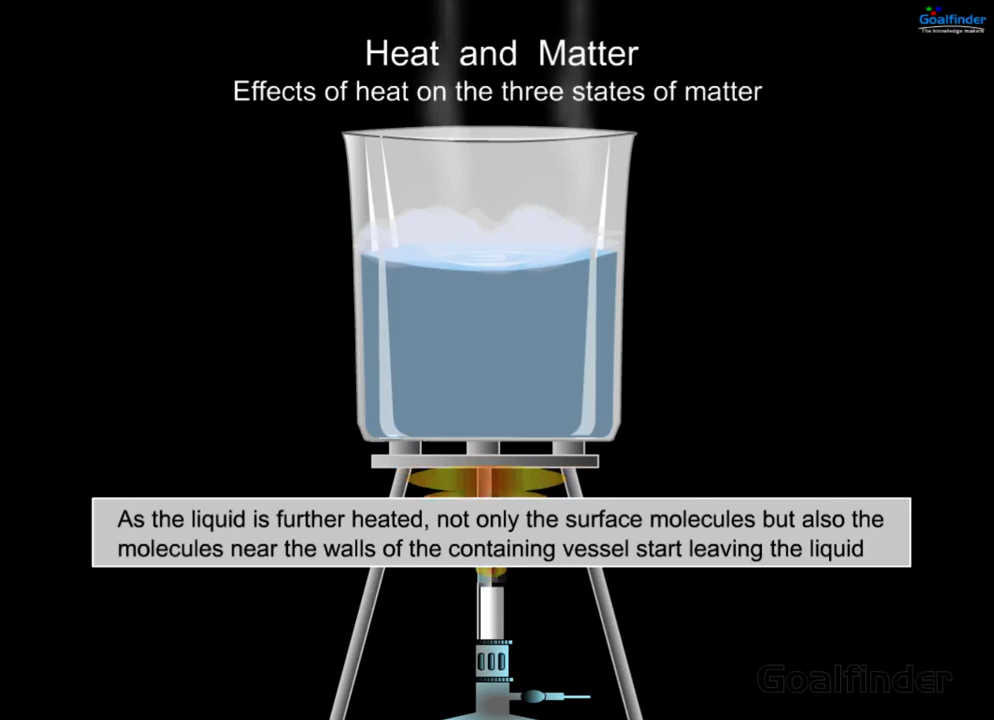 Goalfinder
The knowledge makers
Heat and Matter
Effects of heat on the three states of matter
As the liquid is further heated, not only the surface molecules but also the
molecules near the walls of the containing vessel start leaving the liquid
Goalfinder